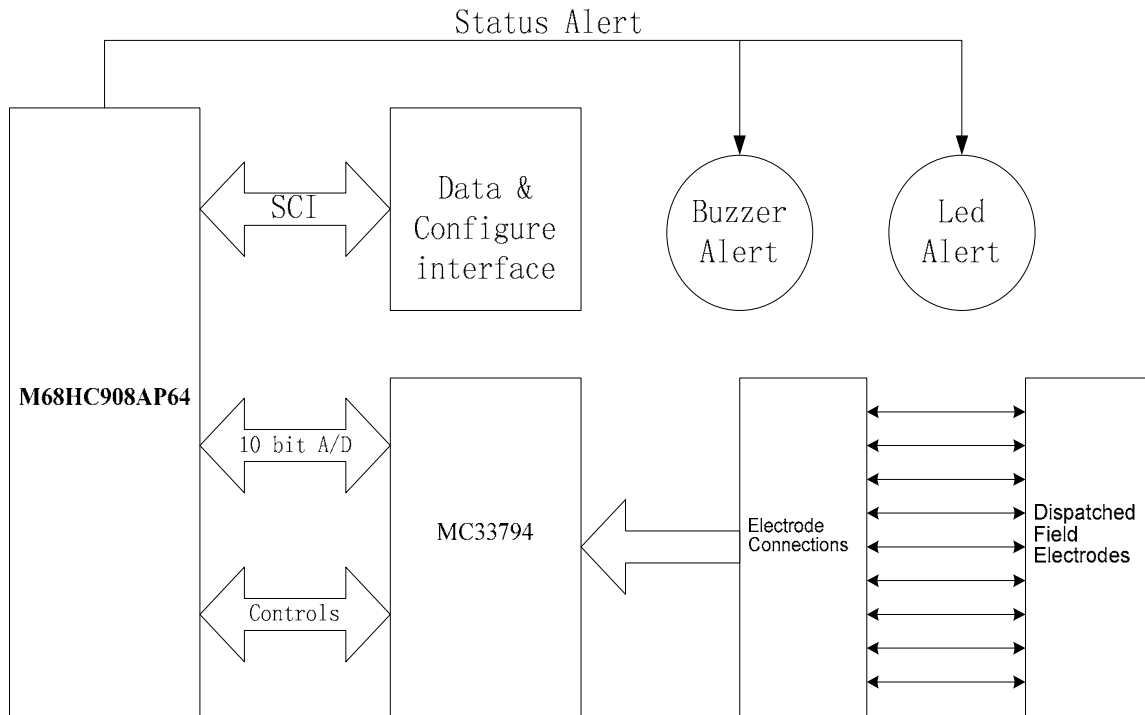 Status Alert
SCI
Data &
Configure
interface
Buzzer
Alert
Led
Alert
M68HC908AP64
10 bit A/D
MC33794
Controls
Electrode
Connections
Dispatched
Field
Electrodes